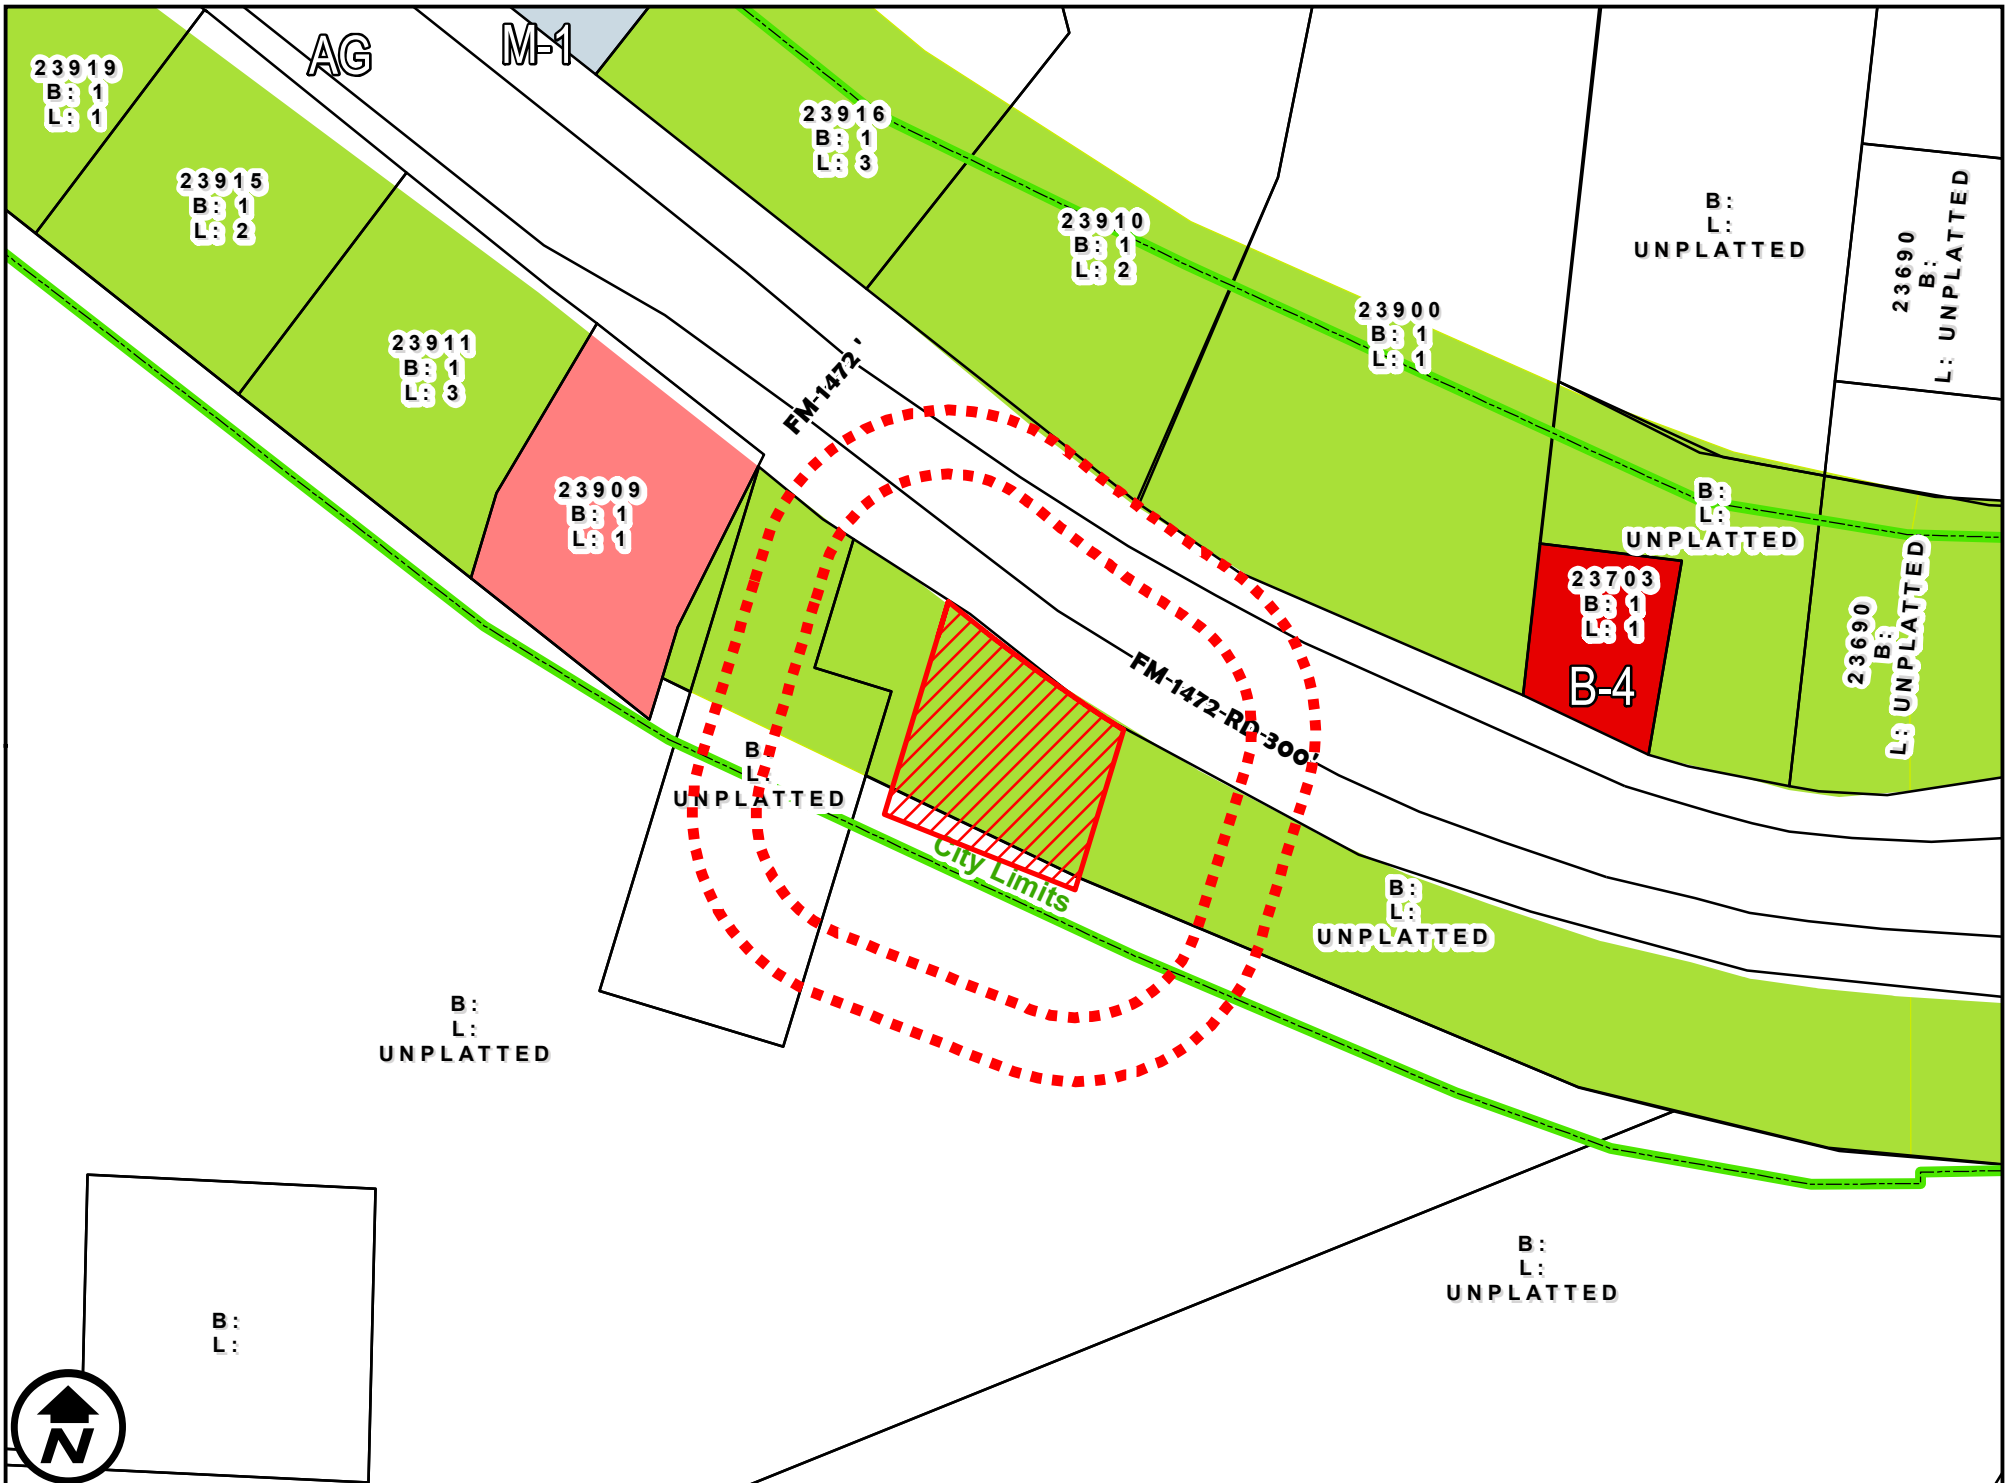 AG
M-1
23919
B: 1
L: 1
23916
B: 1
L: 3
23915
B: 1
L: 2
23910
B: 1
L: 2
B:
L:
UNPLATTED
23690
B:
L: UNPLATTED
23900
B: 1
L: 1
23911
B: 1
L: 3
FM-1472 '
23909
B: 1
L: 1
B:
L:
UNPLATTED
23703
B: 1
L: 1
B-4
23690
B:
L: UNPLATTED
FM-1472-RD-300'
B:
L:
UNPLATTED
City Limits
B:
L:
UNPLATTED
B:
L:
UNPLATTED
B:
L:
UNPLATTED
B:
L:
N